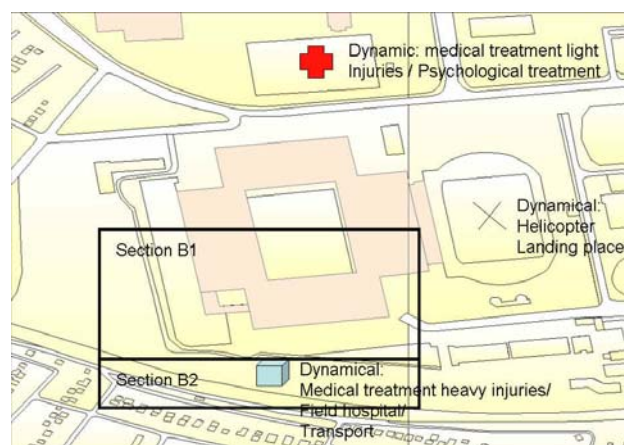 Dynamic: medical treatment light
Injuries / Psychological treatment
Dynamical:
Helicopter
Landing place
Section B1
Section B2
Dynamical:
Medical treatment heavy injuries/
Field hospital/
Transport